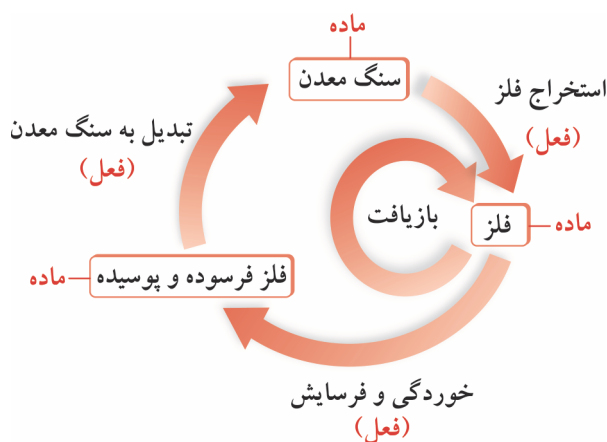 ماده
سنگ معدن
استخراج فلز
(فعل)
تبدیل به سنگ معدن
(فعل)
بازیافت
فلز
ماده
فلز فرسوده و پوسیده
ماده
خوردگی و فرسایش
(فعل)